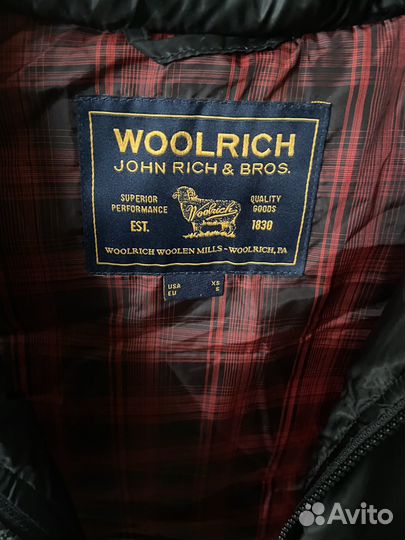 WOOLRICH
JOHN RICH & BROS.
SUPERIOR PERFORMANCE
QUALITY GOODS
Woolrich
EST. 1830
WOOLRICH WOOLEN MILLS - WOOLRICH, PA
USA XS
EU S
Avito